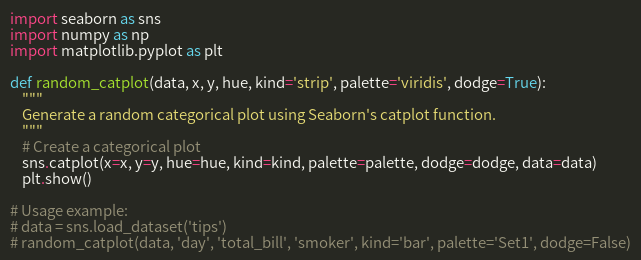 import seaborn as sns
import numpy as np
import matplotlib.pyplot as plt

def random_catplot(data, x, y, hue, kind='strip', palette='viridis', dodge=True):
    """
    Generate a random categorical plot using Seaborn's catplot function.
    """
    # Create a categorical plot
    sns.catplot(x=x, y=y, hue=hue, kind=kind, palette=palette, dodge=dodge, data=data)
    plt.show()

# Usage example:
# data = sns.load_dataset('tips')
# random_catplot(data, 'day', 'total_bill', 'smoker', kind='bar', palette='Set1', dodge=False)